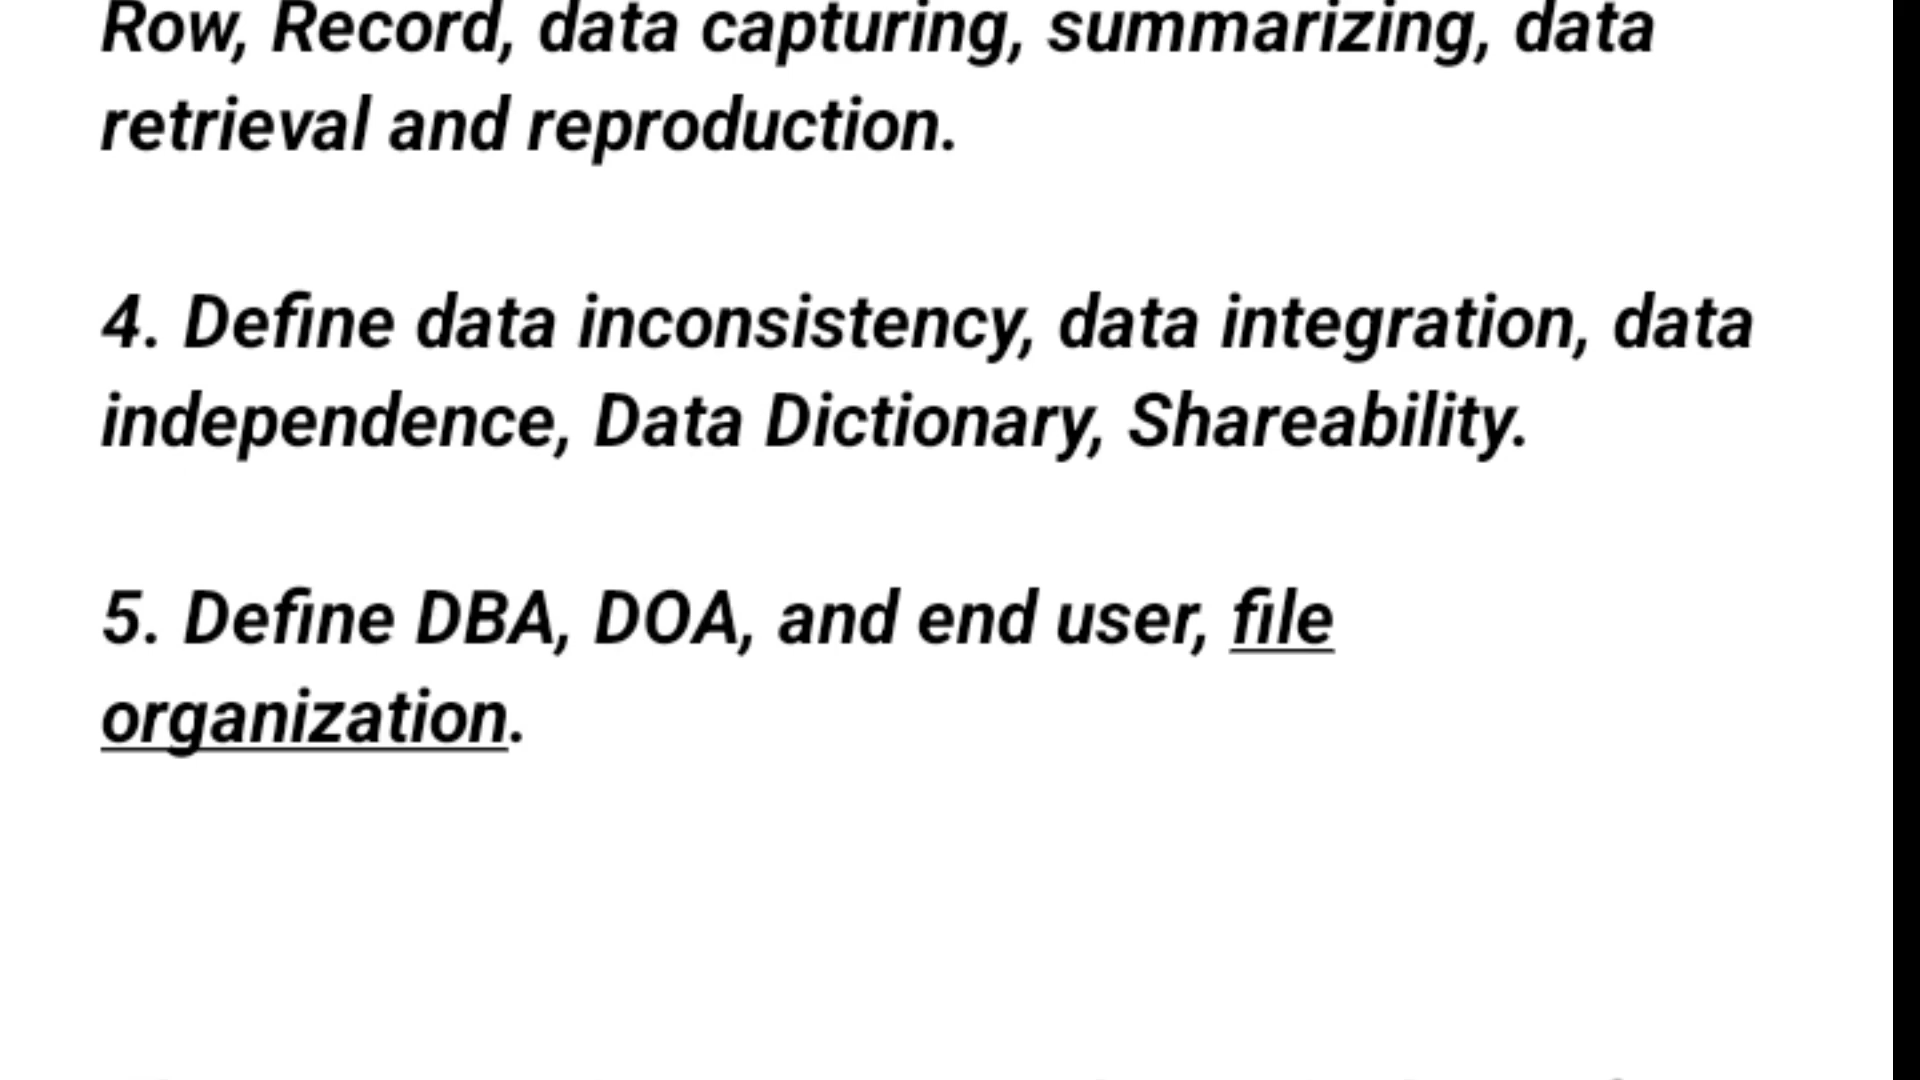 Row, Record, data capturing, summarizing, data
retrieval and reproduction.
4. Define data inconsistency, data integration, data
independence, Data Dictionary, Shareability.
5. Define DBA, DOA, and end user, file
organization.